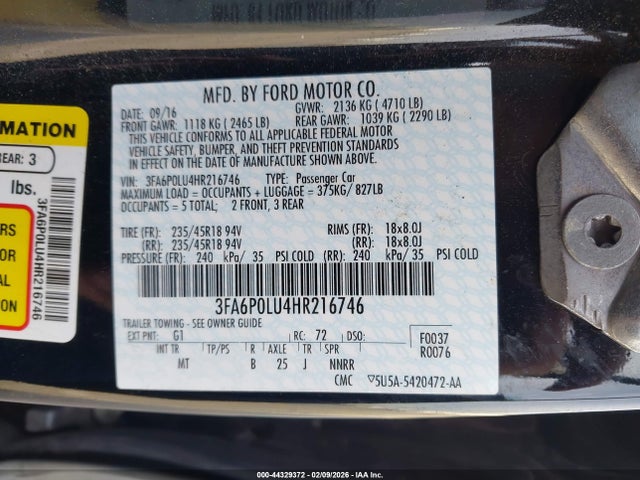 MFD. BY FORD MOTOR CO.
DATE: 09/16 GVWR: 2136 KG ( 4710 LB)
FRONT GAWR: 1118 KG ( 2465 LB) REAR GAWR: 1039 KG ( 2290 LB)
THIS VEHICLE CONFORMS TO ALL APPLICABLE FEDERAL MOTOR
VEHICLE SAFETY, BUMPER, AND THEFT PREVENTION STANDARDS
IN EFFECT ON THE DATE OF MANUFACTURE SHOWN ABOVE.
VIN: 3FA6P0LU4HR216746 TYPE: Passenger Car
MAXIMUM LOAD = OCCUPANTS + LUGGAGE = 375KG/ 827LB
OCCUPANTS = 5 TOTAL; 2 FRONT, 3 REAR
TIRE (FR): 235/45R18 94V RIMS (FR): 18x8.0J
(RR): 235/45R18 94V (RR): 18x8.0J
PRESSURE (FR): 240 kPa/ 35 PSI COLD (RR): 240 kPa/ 35 PSI COLD
3FA6P0LU4HR216746
TRAILER TOWING - SEE OWNER GUIDE
EXT PNT: G1 RC: 72 DSO: F0037
INT TR TP/PS R AXLE TR SPR R0076
MT B 25 J NNRR
CMC 5U5A-5420472-AA
RMATION
REAR: 3
lbs.
3FA6P0LU4HR216746
RS
OR
AL
ION
000-44329372 - 02/09/2026 - IAA Inc.